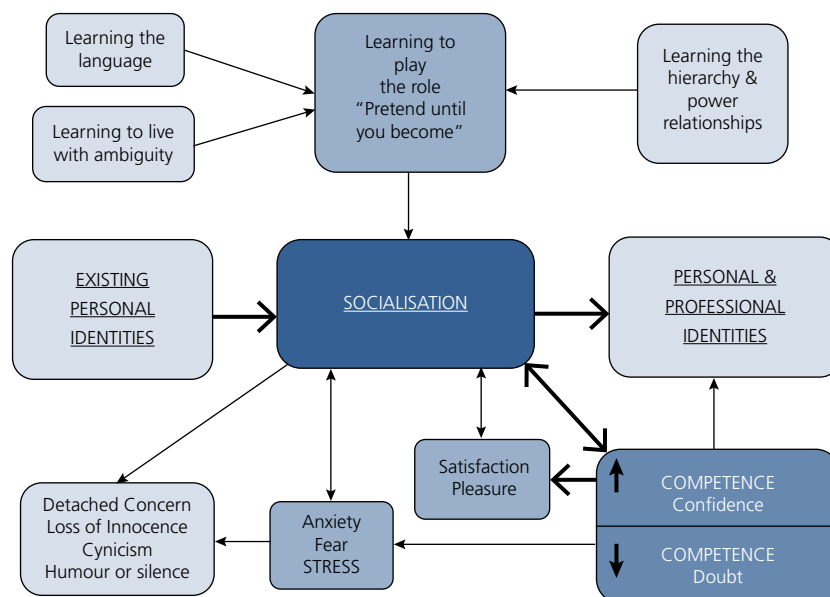 Learning the
language
Learning to
play
the role
“Pretend until
you become”
Learning the
hierarchy &
power
relationships
Learning to live
with ambiguity
EXISTING
PERSONAL
IDENTITIES
SOCIALISATION
PERSONAL &
PROFESSIONAL
IDENTITIES
Detached Concern
Loss of Innocence
Cynicism
Humour or silence
Anxiety
Fear
STRESS
Satisfaction
Pleasure
COMPETENCE
Confidence
COMPETENCE
Doubt